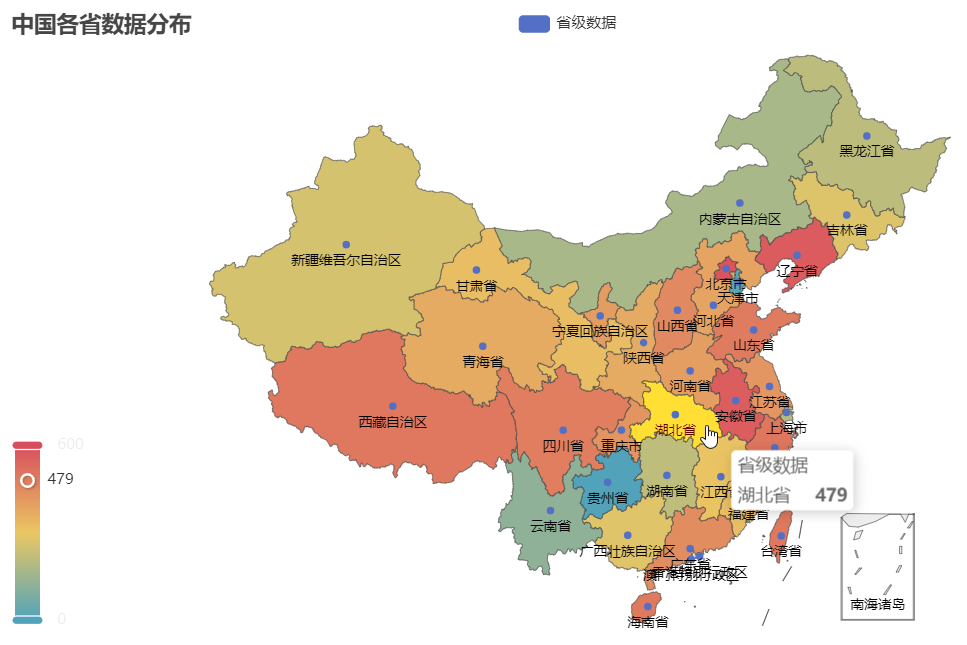 中国各省数据分布
省级数据
黑龙江省
内蒙古自治区
吉林省
新疆维吾尔自治区
辽宁省
甘肃省
北京市
天津市
宁夏回族自治区
山西省
河北省
山东省
陕西省
青海省
河南省
江苏省
安徽省
西藏自治区
湖北省
上海市
四川省
重庆市
600
479
省级数据
湖北省 479
贵州省
湖南省
江西
福建省
云南省
广西壮族自治区
台湾省
广东省
特别行政区
南海诸岛
海南省
0